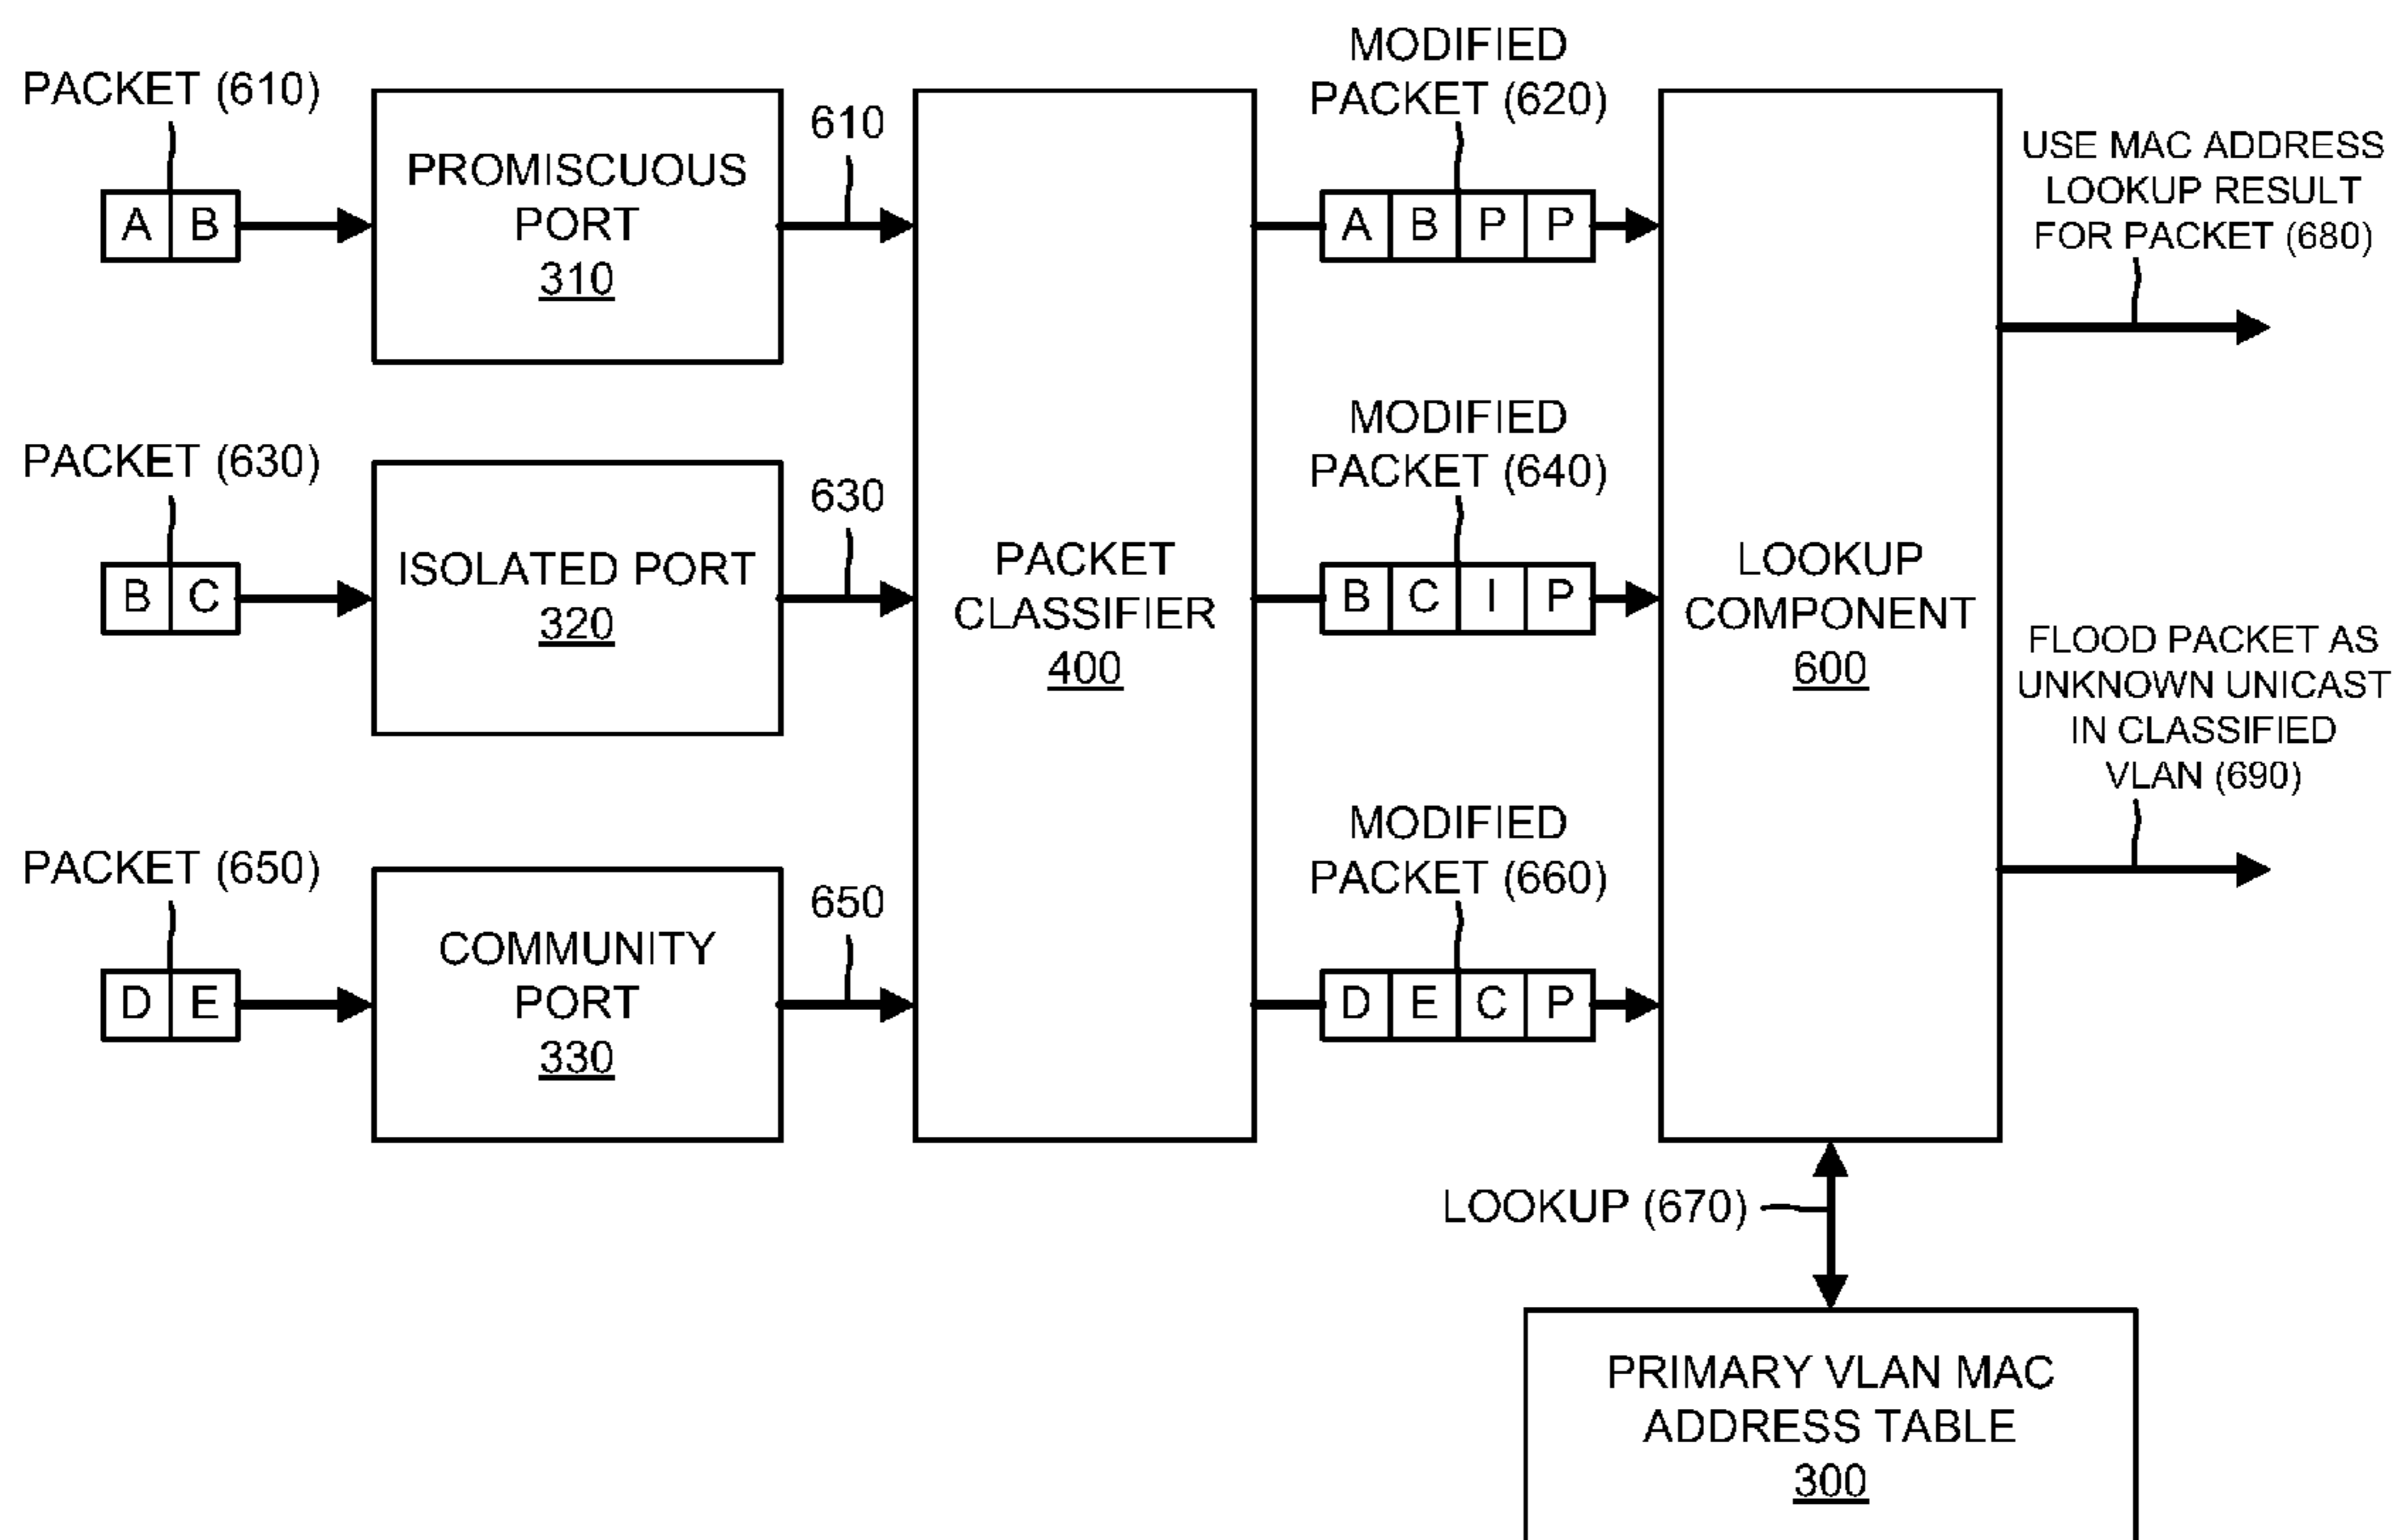 PACKET (610)
A B
PROMISCUOUS
PORT
310
610
MODIFIED
PACKET (620)
A B P P
USE MAC ADDRESS
LOOKUP RESULT
FOR PACKET (680)
PACKET (630)
B C
ISOLATED PORT
320
630
PACKET
CLASSIFIER
400
MODIFIED
PACKET (640)
B C I P
LOOKUP
COMPONENT
600
FLOOD PACKET AS
UNKNOWN UNICAST
IN CLASSIFIED
VLAN (690)
PACKET (650)
D E
COMMUNITY
PORT
330
650
MODIFIED
PACKET (660)
D E C P
LOOKUP (670)
PRIMARY VLAN MAC
ADDRESS TABLE
300